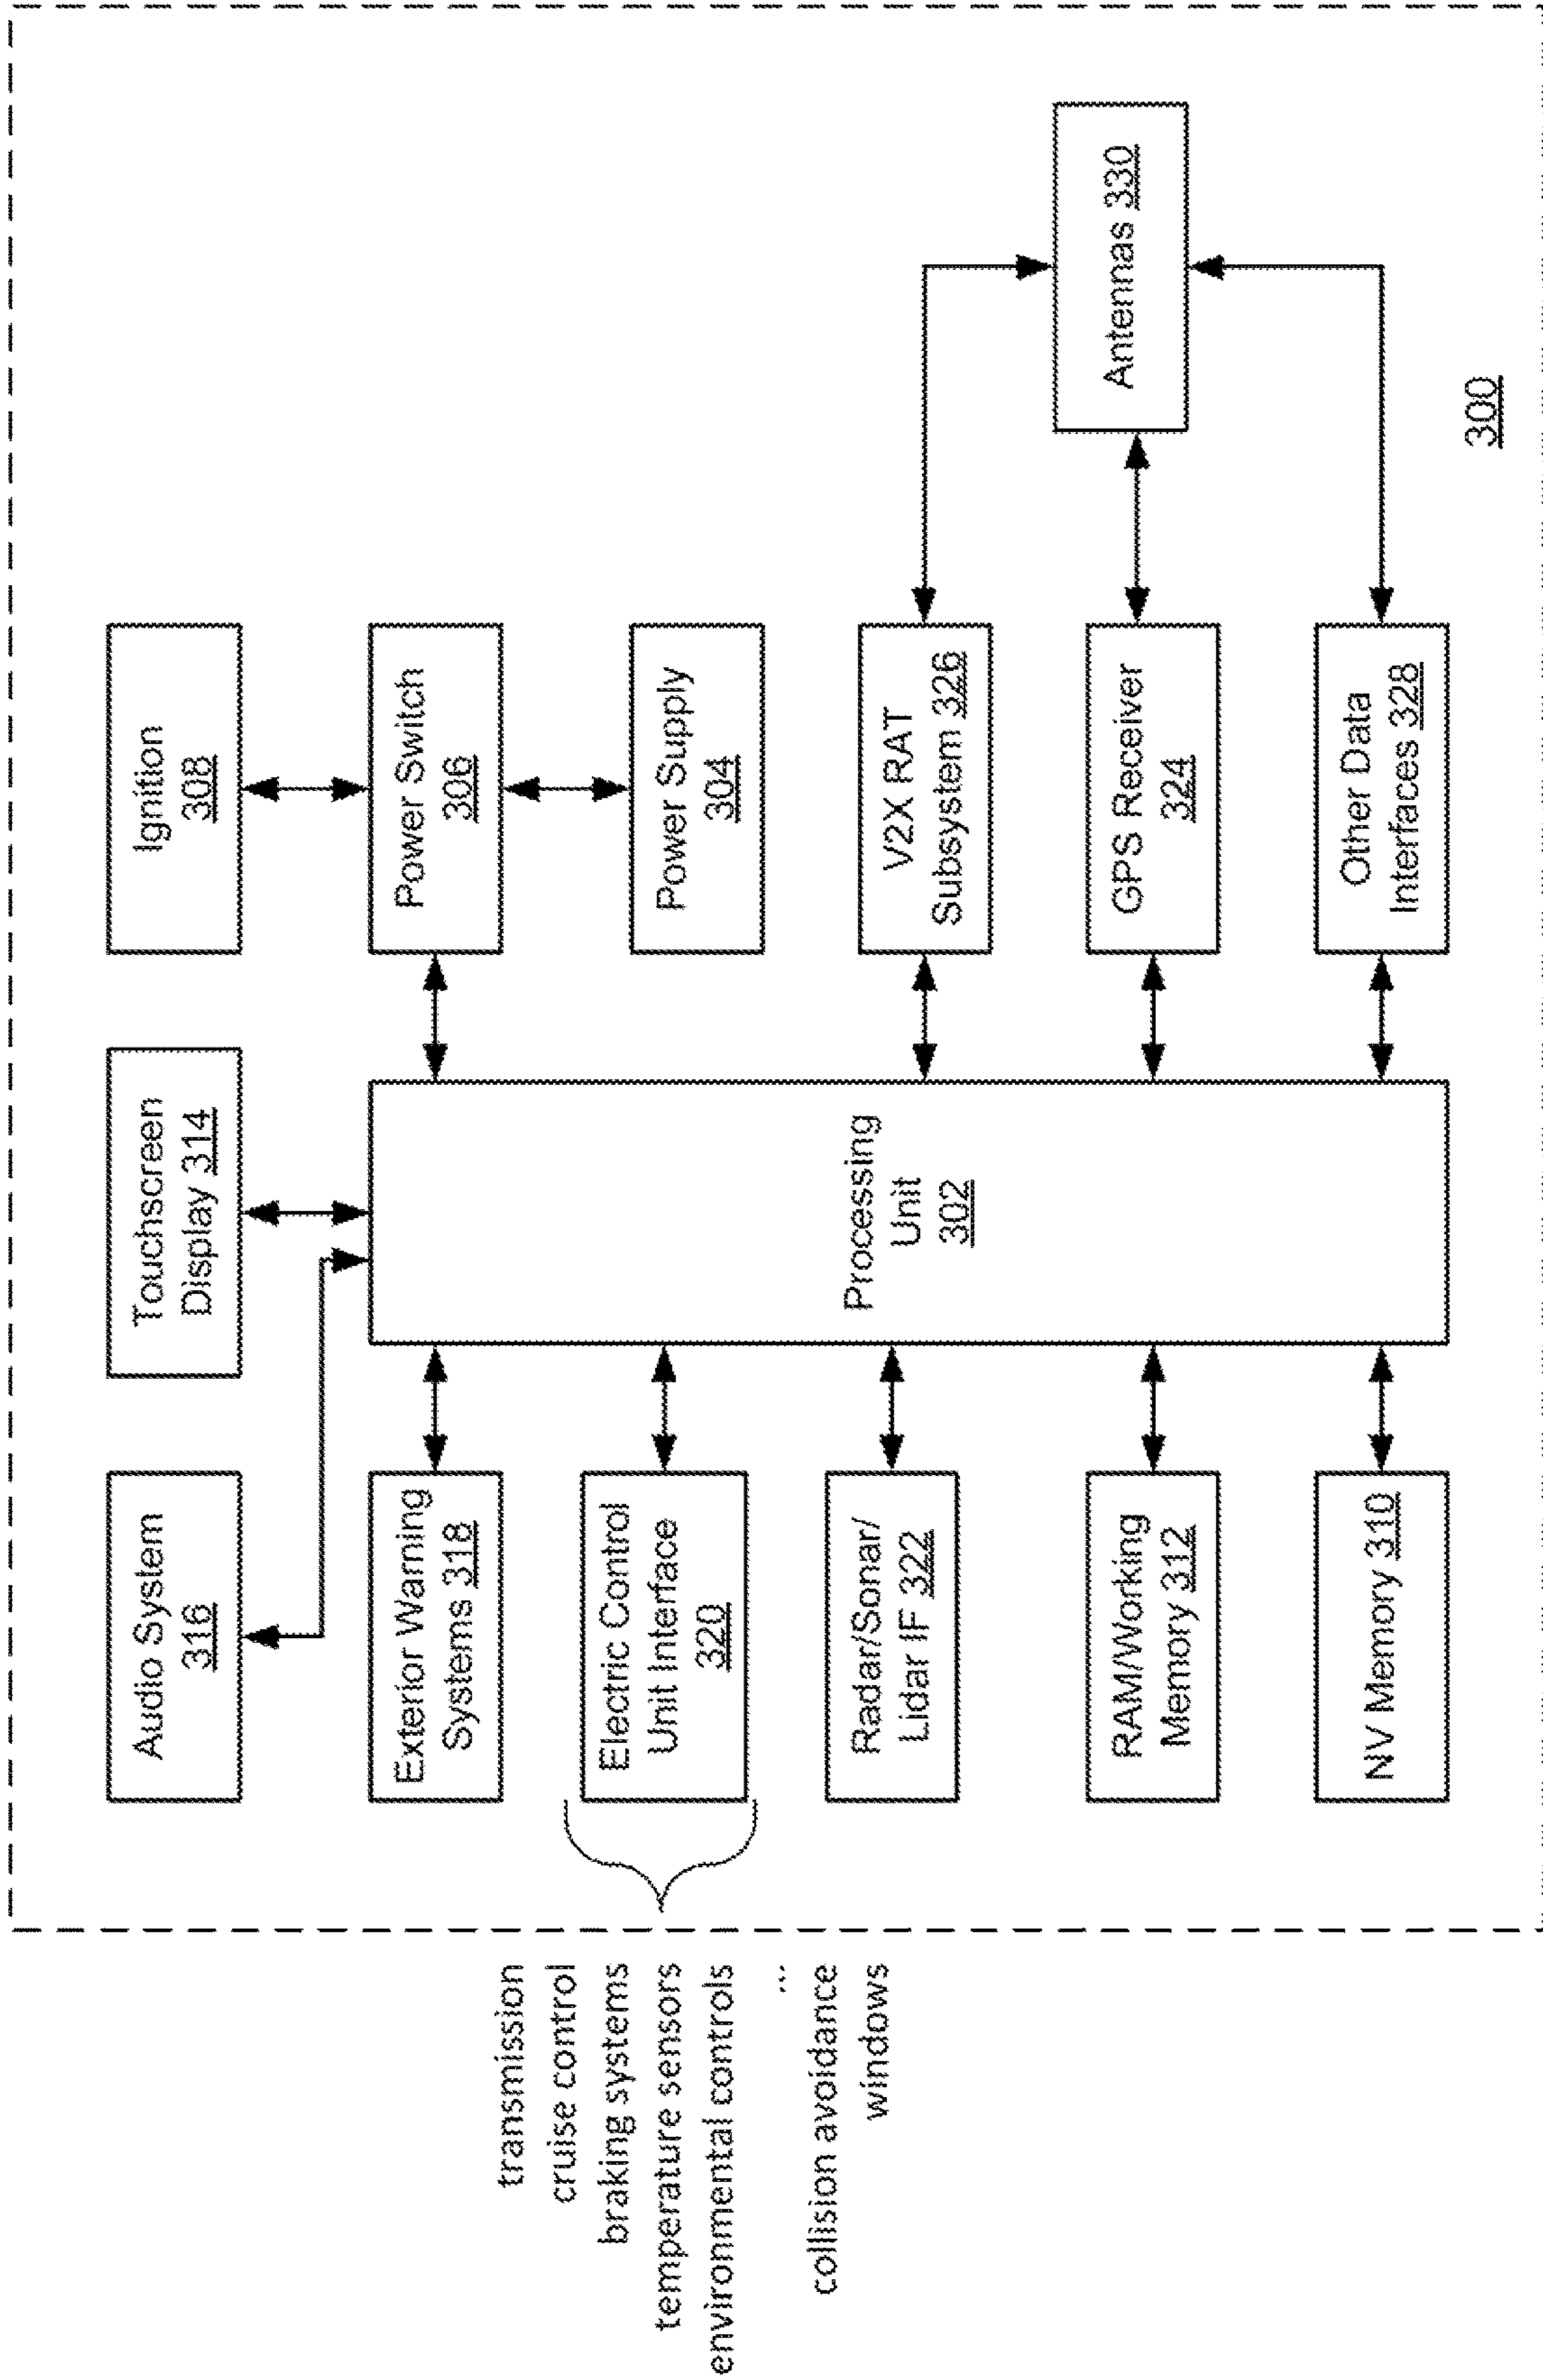 Audio System
316
Touchscreen
Display 314
Ignition
308
Exterior Warning
Systems 318
Power Switch
306
transmission
cruise control
braking systems
temperature sensors
environmental controls
...
collision avoidance
windows
Electric Control
Unit Interface
320
Power Supply
304
Radar/Sonar/
Lidar IF 322
Processing
Unit
302
V2X RAT
Subsystem 326
RAM/Working
Memory 312
GPS Receiver
324
Antennas 330
NV Memory 310
Other Data
Interfaces 328
300